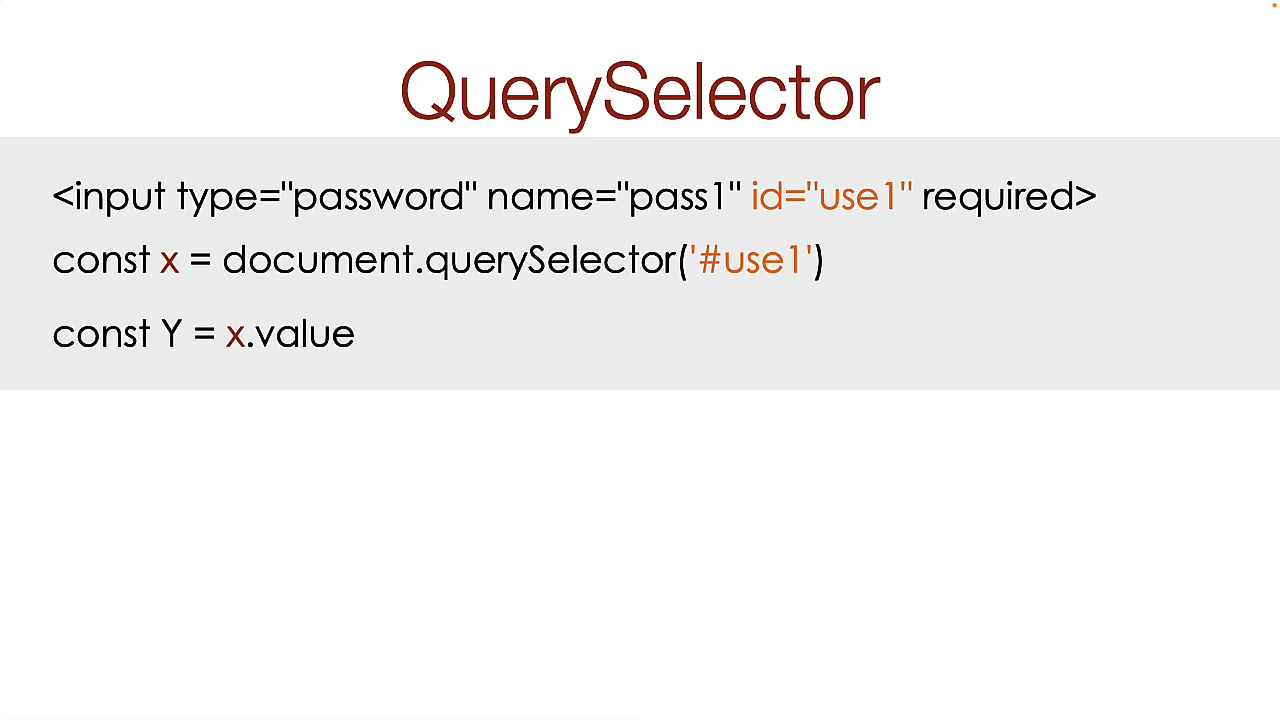 QuerySelector
<input type="password" name="pass1" id="use1" required>
const x = document.querySelector('#use1')
const Y = x.value